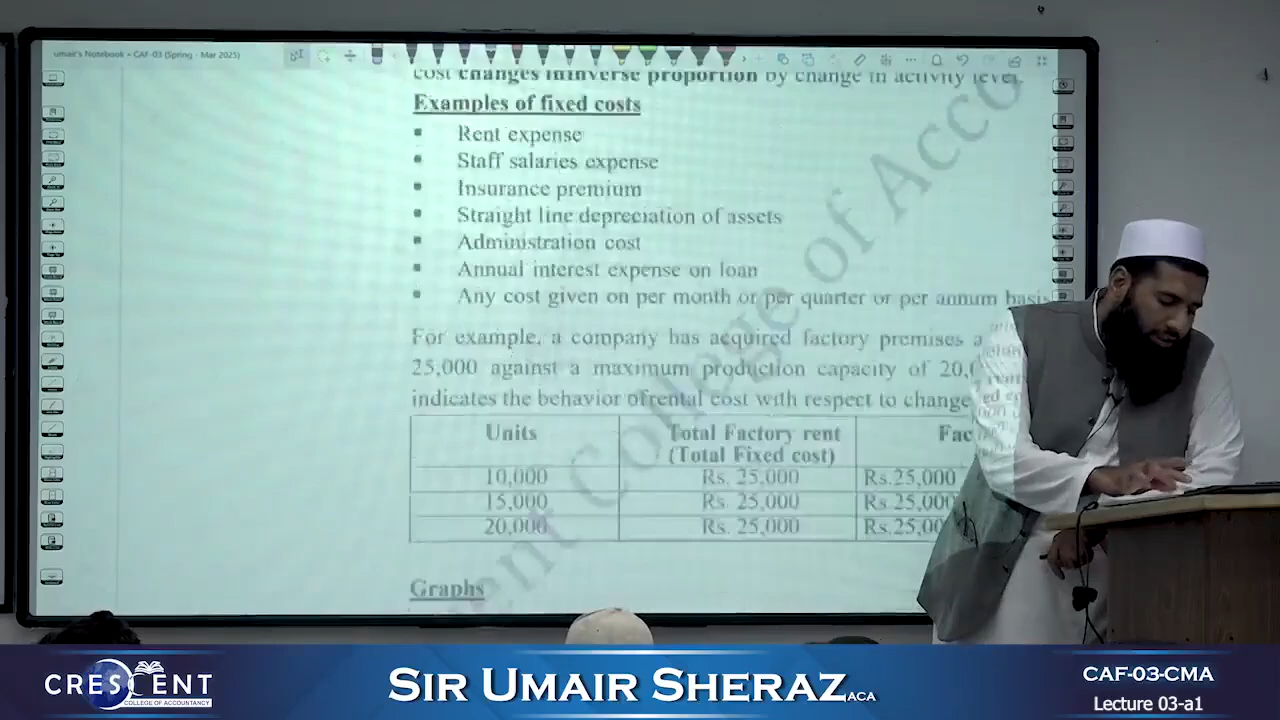 umair's Notebook • CAF-03 (Spring - Mar 2025)
cost changes ininverse proportion by change in activity level.
Examples of fixed costs
▪ Rent expense
▪ Staff salaries expense
▪ Insurance premium
▪ Straight line depreciation of assets
▪ Administration cost
▪ Annual interest expense on loan
▪ Any cost given on per month or per quarter or per annum basis
For example, a company has acquired factory premises a
25,000 against a maximum production capacity of 20,
indicates the behavior ofrental cost with respect to change
Units Total Factory rent Fac
(Total Fixed cost)
10,000 Rs. 25.000 Rs.25,000
15,000 Rs. 25,000 Rs.25,000
20,000 Rs. 25,000 Rs.25,00
Graphs
ent College of Acco
CRESCENT
COLLEGE OF ACCOUNTANCY
SIR UMAIR SHERAZ, ACA
CAF-03-CMA
Lecture 03-a1